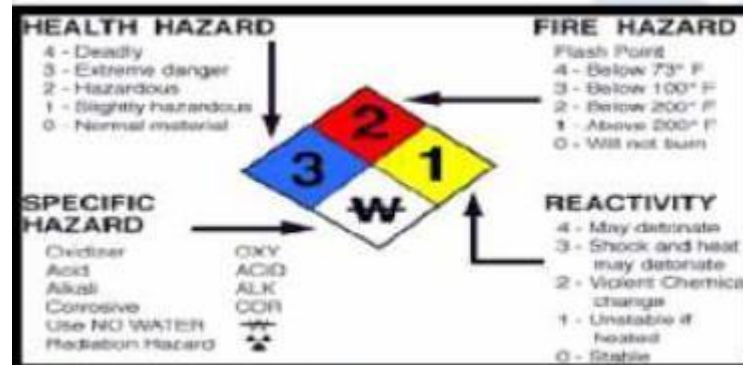 HEALTH HAZARD
4 - Deadly
3 - Extreme danger
2 - Hazardous
1 - Slightly hazardous
0 - Normal material
FIRE HAZARD
Flash Point
4 - Below 73° F
3 - Below 100° F
2 - Below 200° F
1 - Above 200° F
0 - Will not burn
2
3
1
W
SPECIFIC
HAZARD
Oxidizer OXY
Acid ACID
Alkali ALK
Corrosive COR
Use NO WATER W
Radiation Hazard
REACTIVITY
4 - May detonate
3 - Shock and heat
may detonate
2 - Violent Chemica
change
1 - Unstable if
heated
0 - Stable